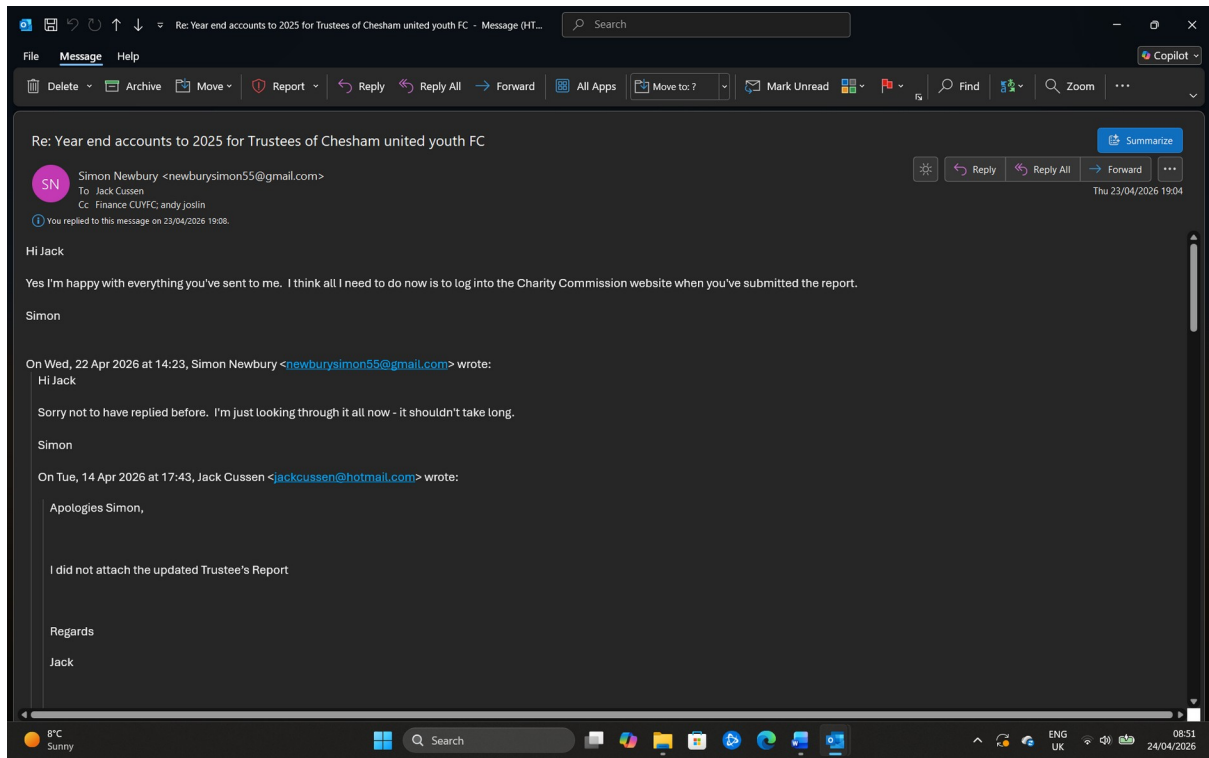 Re: Year end accounts to 2025 for Trustees of Chesham united youth FC - Message (HT...
Search
File Message Help
Copilot
Delete Archive Move Report Reply Reply All Forward All Apps Move to: ? Mark Unread Find Zoom ...
Re: Year end accounts to 2025 for Trustees of Chesham united youth FC
Summarize
SN
Simon Newbury <newburysimon55@gmail.com>
To Jack Cussen
Cc Finance CUYFC; andy joslin
Reply Reply All Forward ...
Thu 23/04/2026 19:04
You replied to this message on 23/04/2026 19:08.
Hi Jack
Yes I'm happy with everything you've sent to me. I think all I need to do now is to log into the Charity Commission website when you've submitted the report.
Simon
On Wed, 22 Apr 2026 at 14:23, Simon Newbury <newburysimon55@gmail.com> wrote:
Hi Jack
Sorry not to have replied before. I'm just looking through it all now - it shouldn't take long.
Simon
On Tue, 14 Apr 2026 at 17:43, Jack Cussen <jackcussen@hotmail.com> wrote:
Apologies Simon,
I did not attach the updated Trustee's Report
Regards
Jack
8°C
Sunny
Search
ENG
UK
08:51
24/04/2026